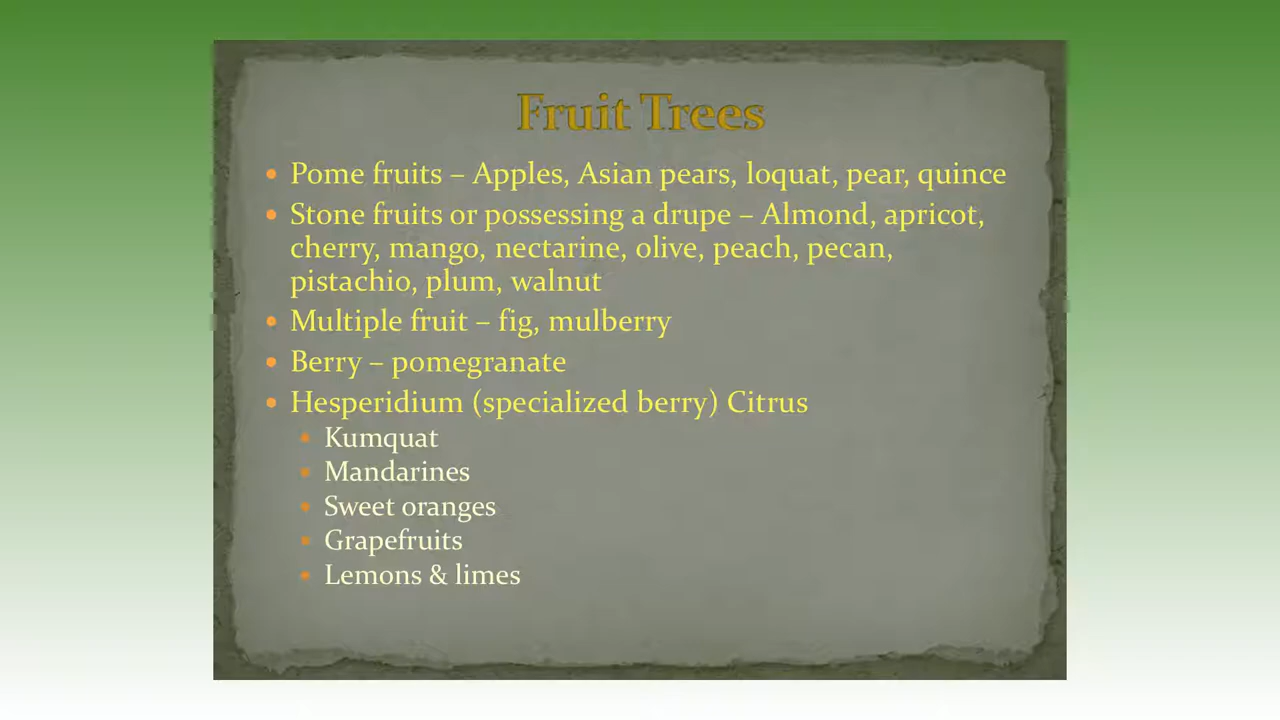 Fruit Trees
• Pome fruits – Apples, Asian pears, loquat, pear, quince
• Stone fruits or possessing a drupe – Almond, apricot,
cherry, mango, nectarine, olive, peach, pecan,
pistachio, plum, walnut
• Multiple fruit – fig, mulberry
• Berry – pomegranate
• Hesperidium (specialized berry) Citrus
• Kumquat
• Mandarines
• Sweet oranges
• Grapefruits
• Lemons & limes